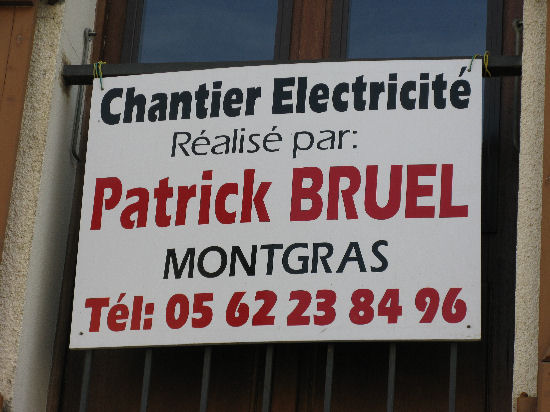 Chantier Electricité
Réalisé par:
Patrick BRUEL
MONTGRAS
Tél: 05 62 23 84 96